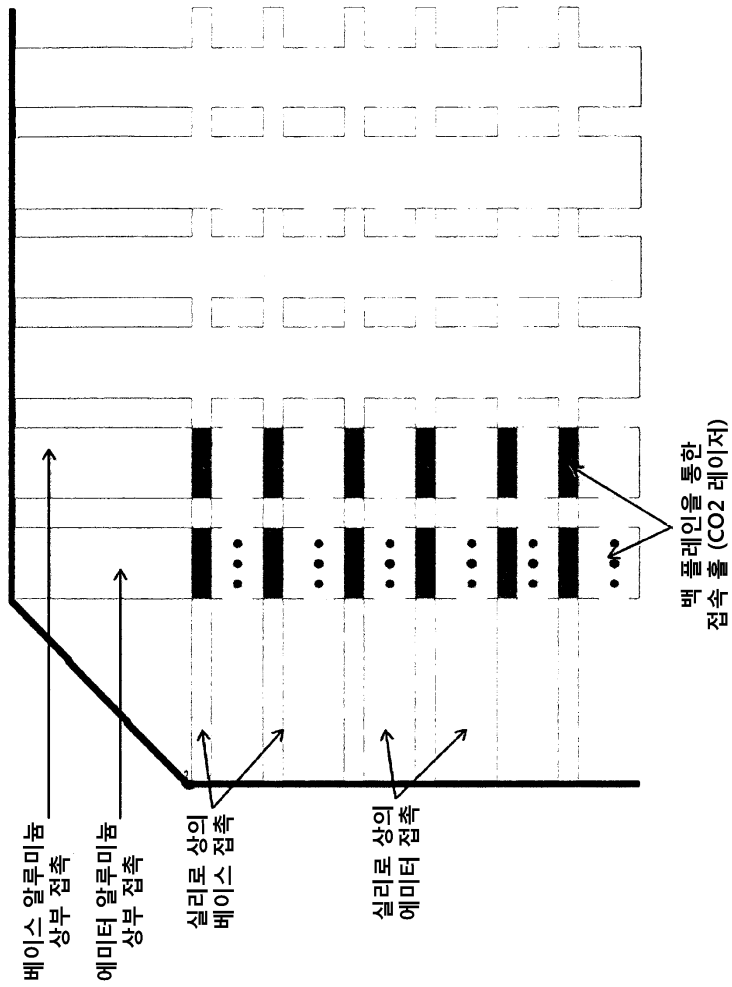 베이스 알루미늄
상부 접촉
에미터 알루미늄
상부 접촉
실리로 상의
베이스 접촉
실리로 상의
에미터 접촉
백 플레인을 통한
접속 홀 (CO2 레이저)